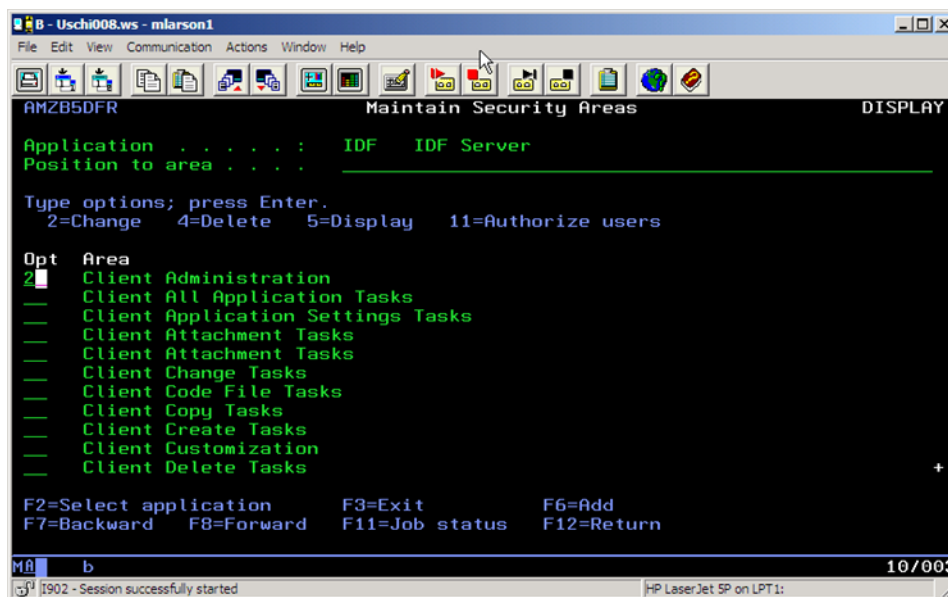 B - Uschi008.ws - mlarson1
File Edit View Communication Actions Window Help
AMZB5DFR Maintain Security Areas DISPLAY
Application . . . . . : IDF IDF Server
Position to area . . . .
Type options; press Enter.
2=Change 4=Delete 5=Display 11=Authorize users
Opt Area
2 Client Administration
Client All Application Tasks
Client Application Settings Tasks
Client Attachment Tasks
Client Attachment Tasks
Client Change Tasks
Client Code File Tasks
Client Copy Tasks
Client Create Tasks
Client Customization
Client Delete Tasks +
F2=Select application F3=Exit F6=Add
F7=Backward F8=Forward F11=Job status F12=Return
MA b 10/003
I902 - Session successfully started HP LaserJet 5P on LPT1: